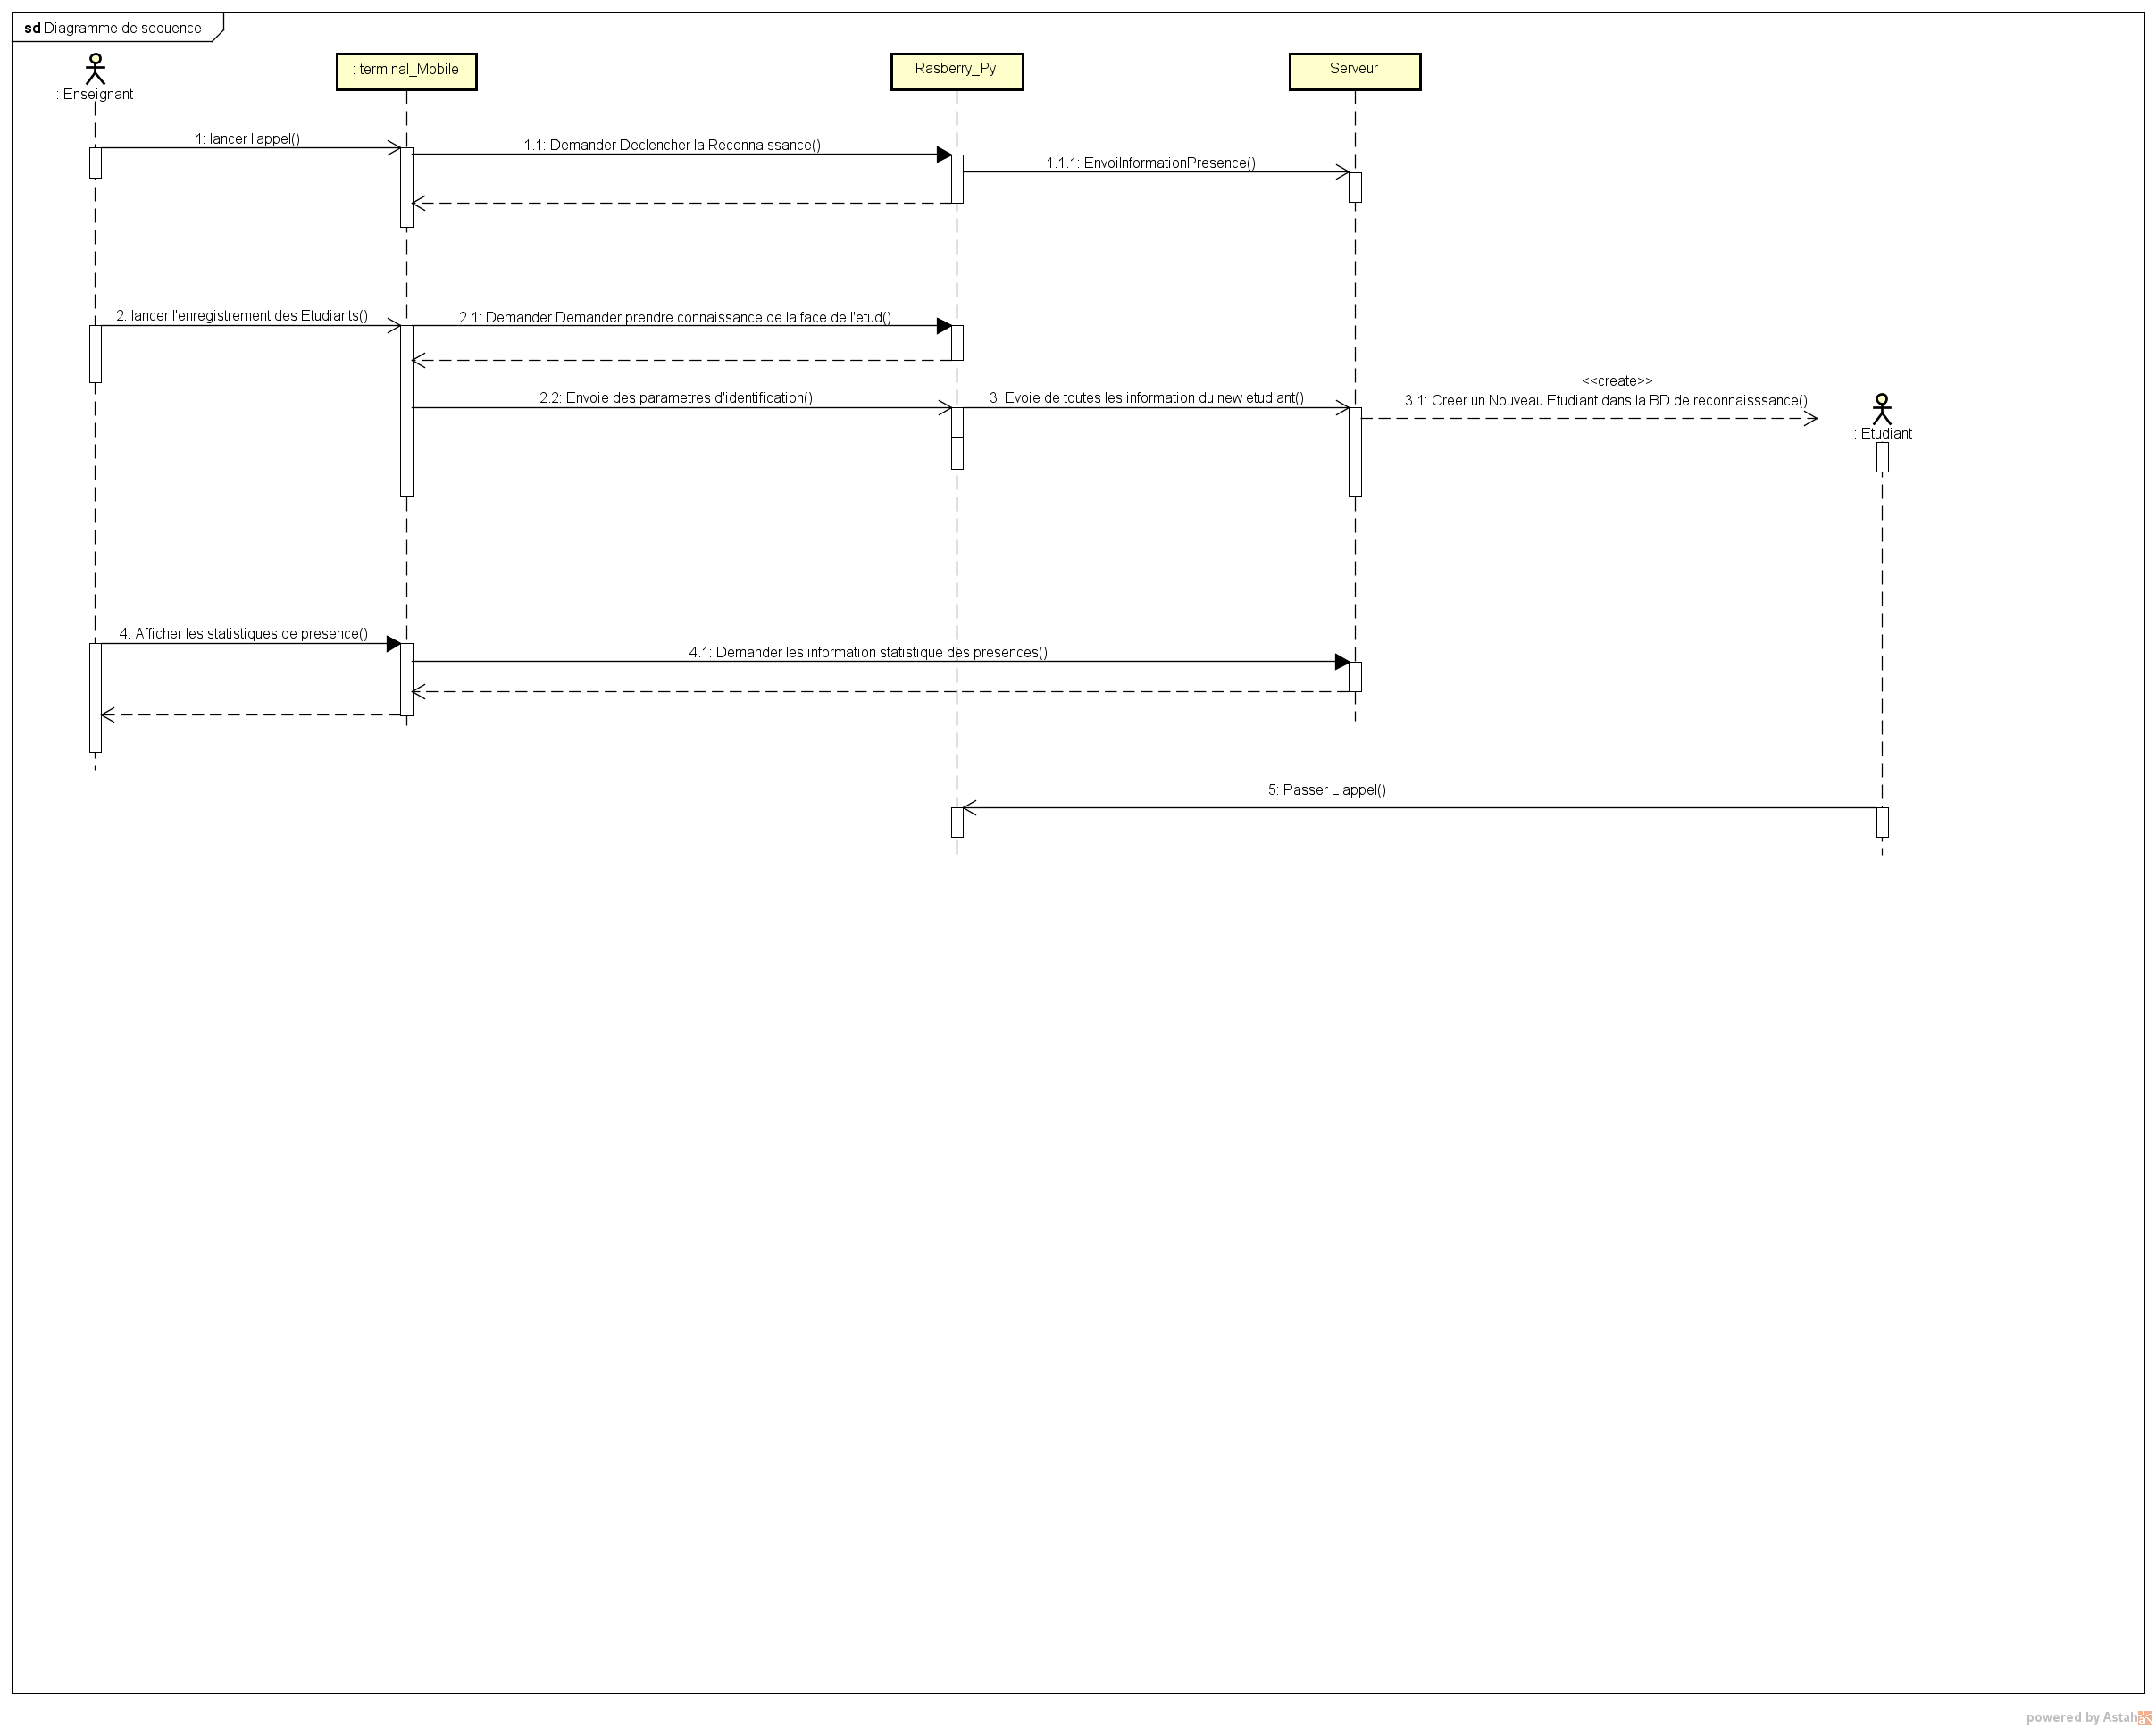 sd Diagramme de sequence
: Enseignant
: terminal_Mobile
Rasberry_Py
Serveur
1: lancer l'appel()
1.1: Demander Declencher la Reconnaissance()
1.1.1: EnvoiInformationPresence()
2: lancer l'enregistrement des Etudiants()
2.1: Demander Demander prendre connaissance de la face de l'etud()
2.2: Envoie des parametres d'identification()
3: Evoie de toutes les information du new etudiant()
<<create>>
3.1: Creer un Nouveau Etudiant dans la BD de reconnaisssance()
: Etudiant
4: Afficher les statistiques de presence()
4.1: Demander les information statistique des presences()
5: Passer L'appel()
powered by Astah